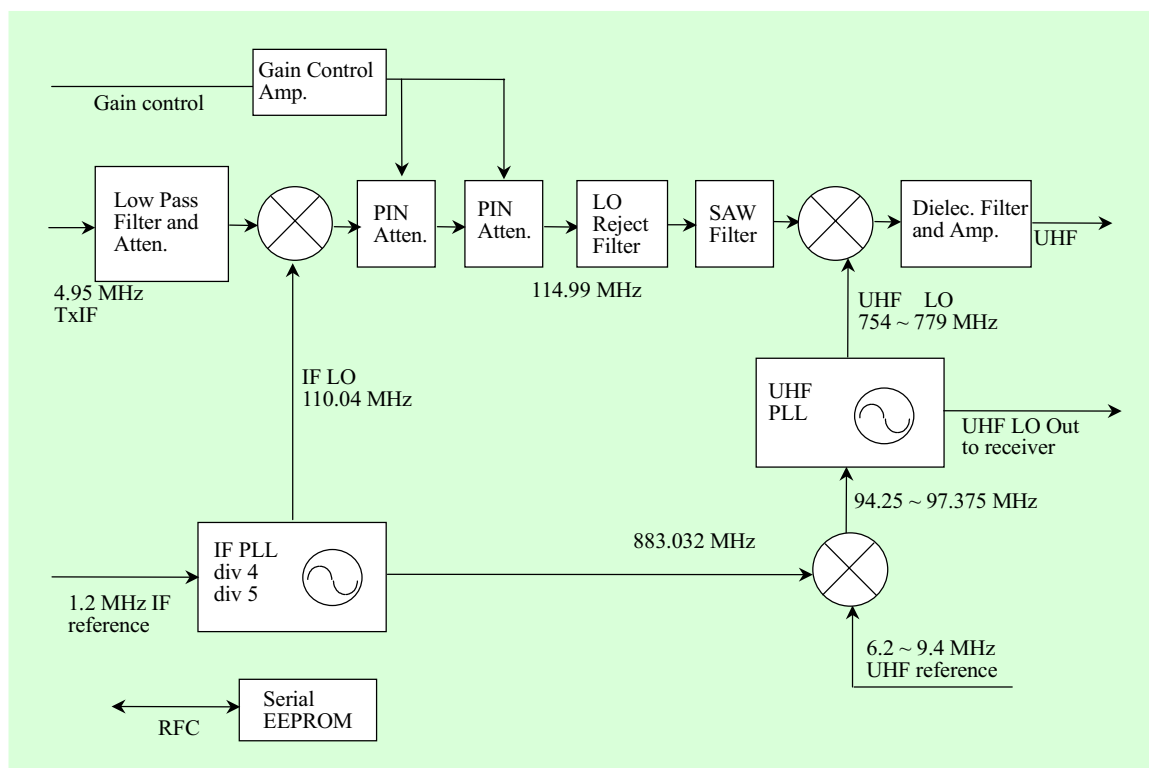 Gain Control
Amp.
Gain control
Low Pass
Filter and
Atten.
PIN
Atten.
PIN
Atten.
LO
Reject
Filter
SAW
Filter
Dielec. Filter
and Amp.
UHF
4.95 MHz
TxIF
114.99 MHz
UHF LO
754 ~ 779 MHz
IF LO
110.04 MHz
UHF
PLL
UHF LO Out
to receiver
94.25 ~ 97.375 MHz
883.032 MHz
IF PLL
div 4
div 5
1.2 MHz IF
reference
6.2 ~ 9.4 MHz
UHF reference
Serial
EEPROM
RFC